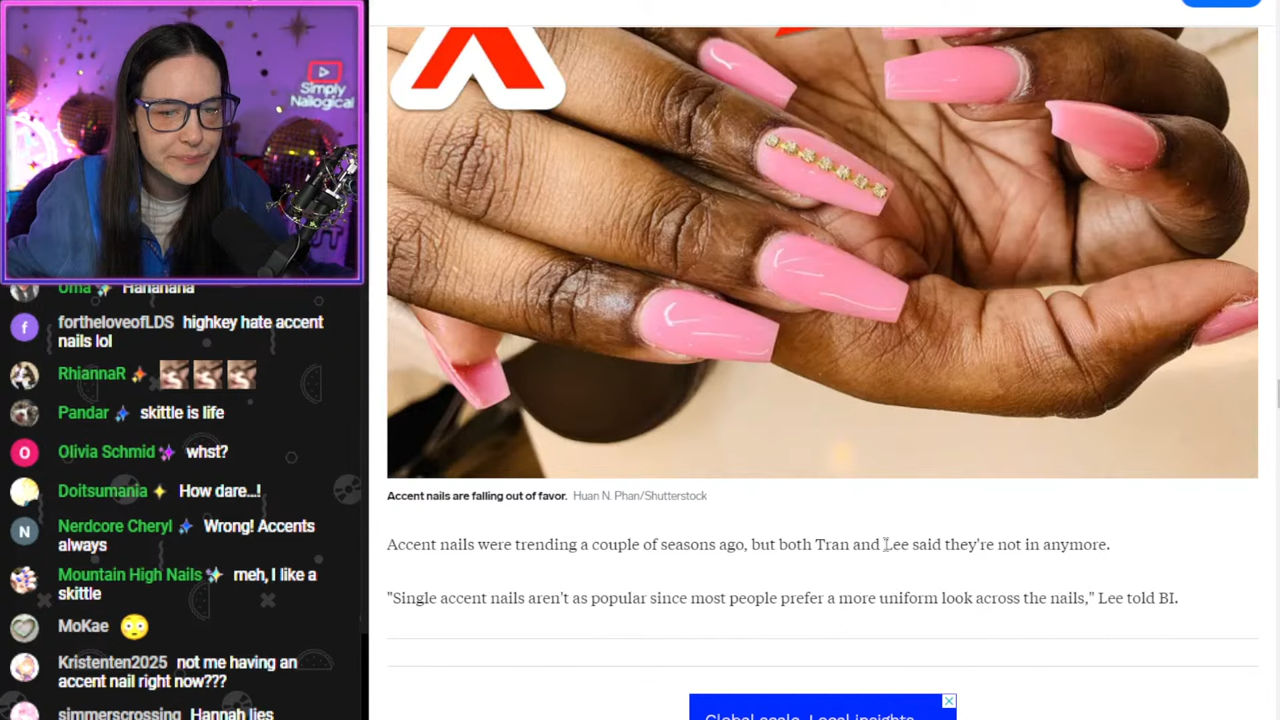 Simply
Nailogical
Uma Hahahaha
fortheloveofLDS highkey hate accent
nails lol
RhiannaR
Pandar skittle is life
Olivia Schmid whst?
Doitsumania How dare...!
Nerdcore Cheryl Wrong! Accents
always
Mountain High Nails meh, I like a
skittle
MoKae
Kristenten2025 not me having an
accent nail right now???
simmerscrossing Hannah lies
Accent nails are falling out of favor. Huan N. Phan/Shutterstock
Accent nails were trending a couple of seasons ago, but both Tran and Lee said they're not in anymore.
"Single accent nails aren't as popular since most people prefer a more uniform look across the nails," Lee told BI.
Global scale. Local insights.